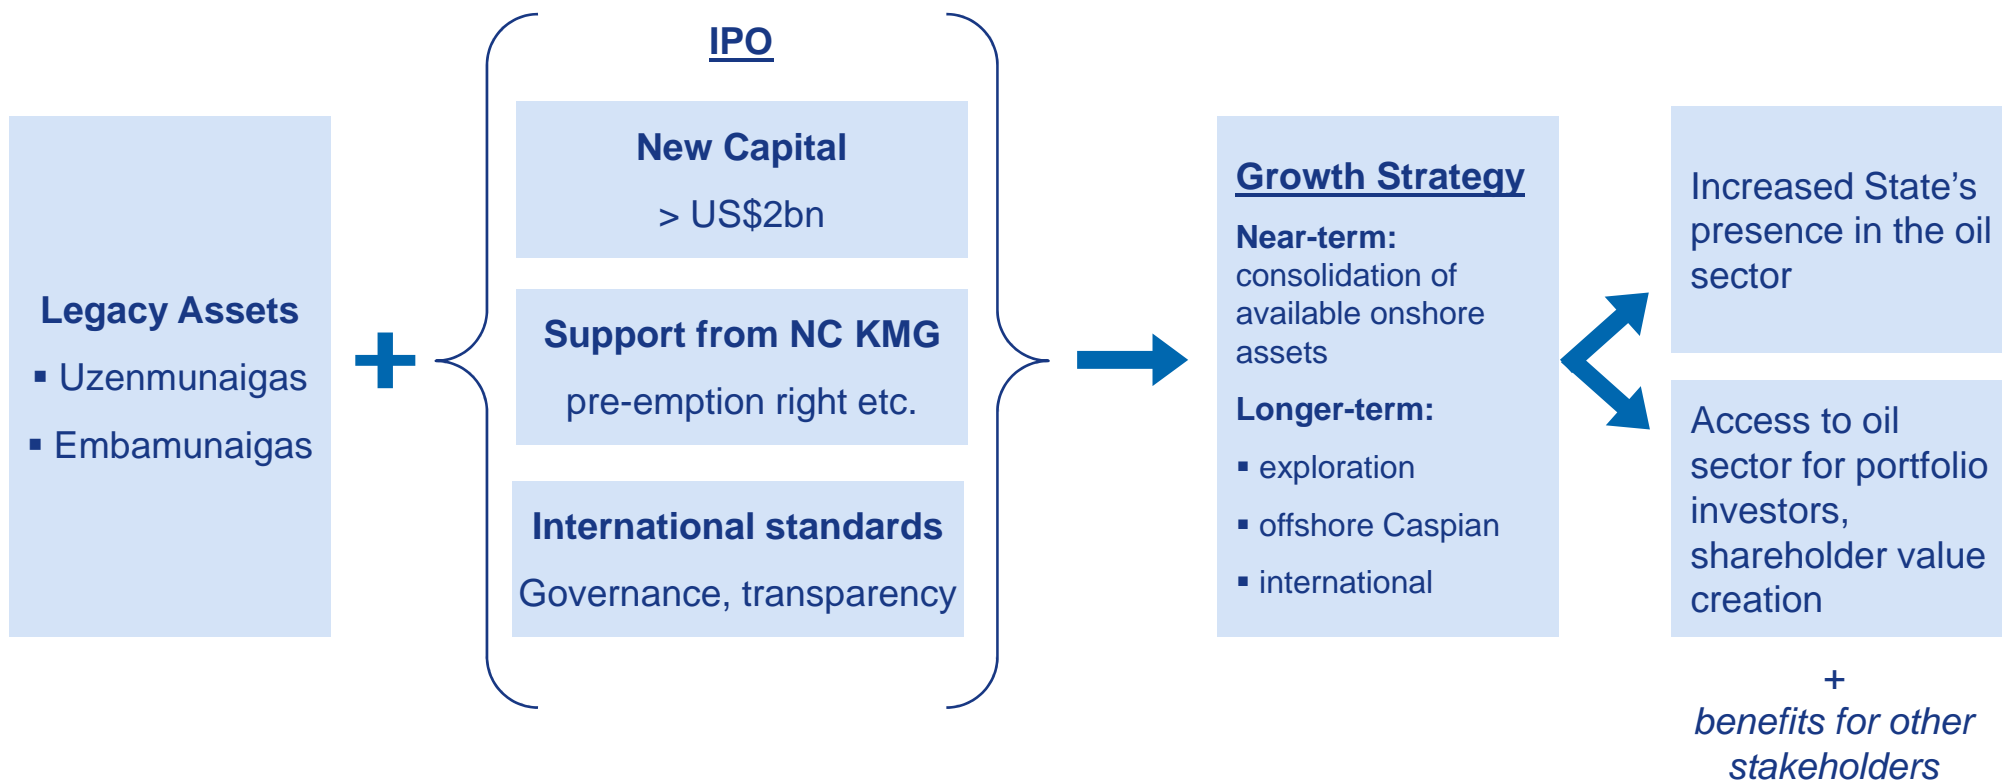 Legacy Assets
▪ Uzenmunaigas
▪ Embamunaigas
+
IPO
New Capital
> US$2bn
Support from NC KMG
pre-emption right etc.
International standards
Governance, transparency
Growth Strategy
Near-term:
consolidation of
available onshore
assets
Longer-term:
▪ exploration
▪ offshore Caspian
▪ international
Increased State's
presence in the oil
sector
Access to oil
sector for portfolio
investors,
shareholder value
creation
+
benefits for other
stakeholders